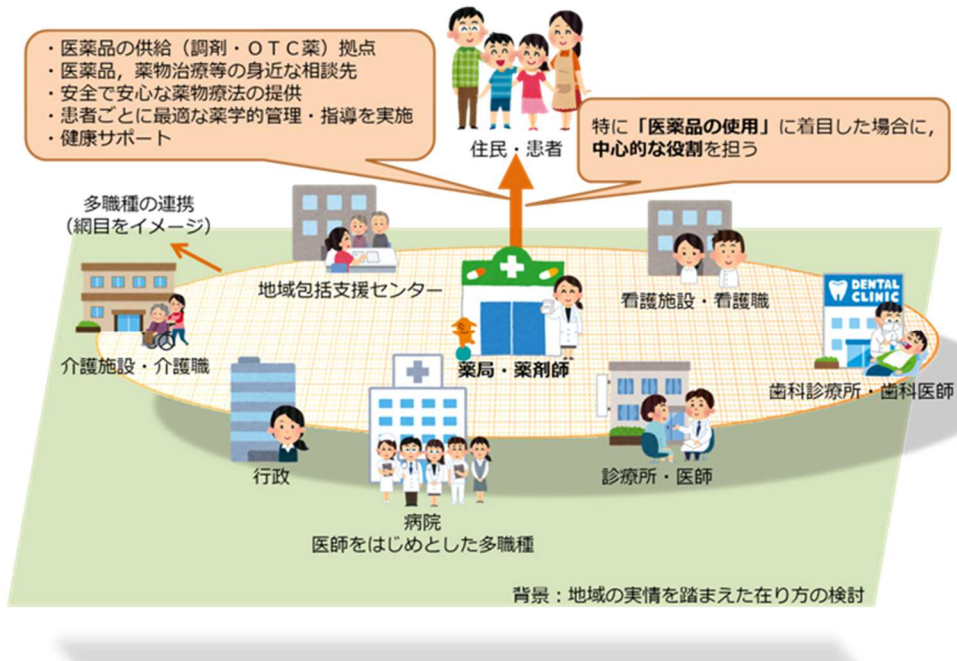 ・医薬品の供給（調剤・ＯＴＣ薬）拠点
・医薬品，薬物治療等の身近な相談先
・安全で安心な薬物療法の提供
・患者ごとに最適な薬学的管理・指導を実施
・健康サポート
住民・患者
特に「医薬品の使用」に着目した場合に，
中心的な役割を担う
多職種の連携
（網目をイメージ）
地域包括支援センター
看護施設・看護職
DENTAL
CLINIC
介護施設・介護職
薬局・薬剤師
歯科診療所・歯科医師
行政
診療所・医師
病院
医師をはじめとした多職種
背景：地域の実情を踏まえた在り方の検討